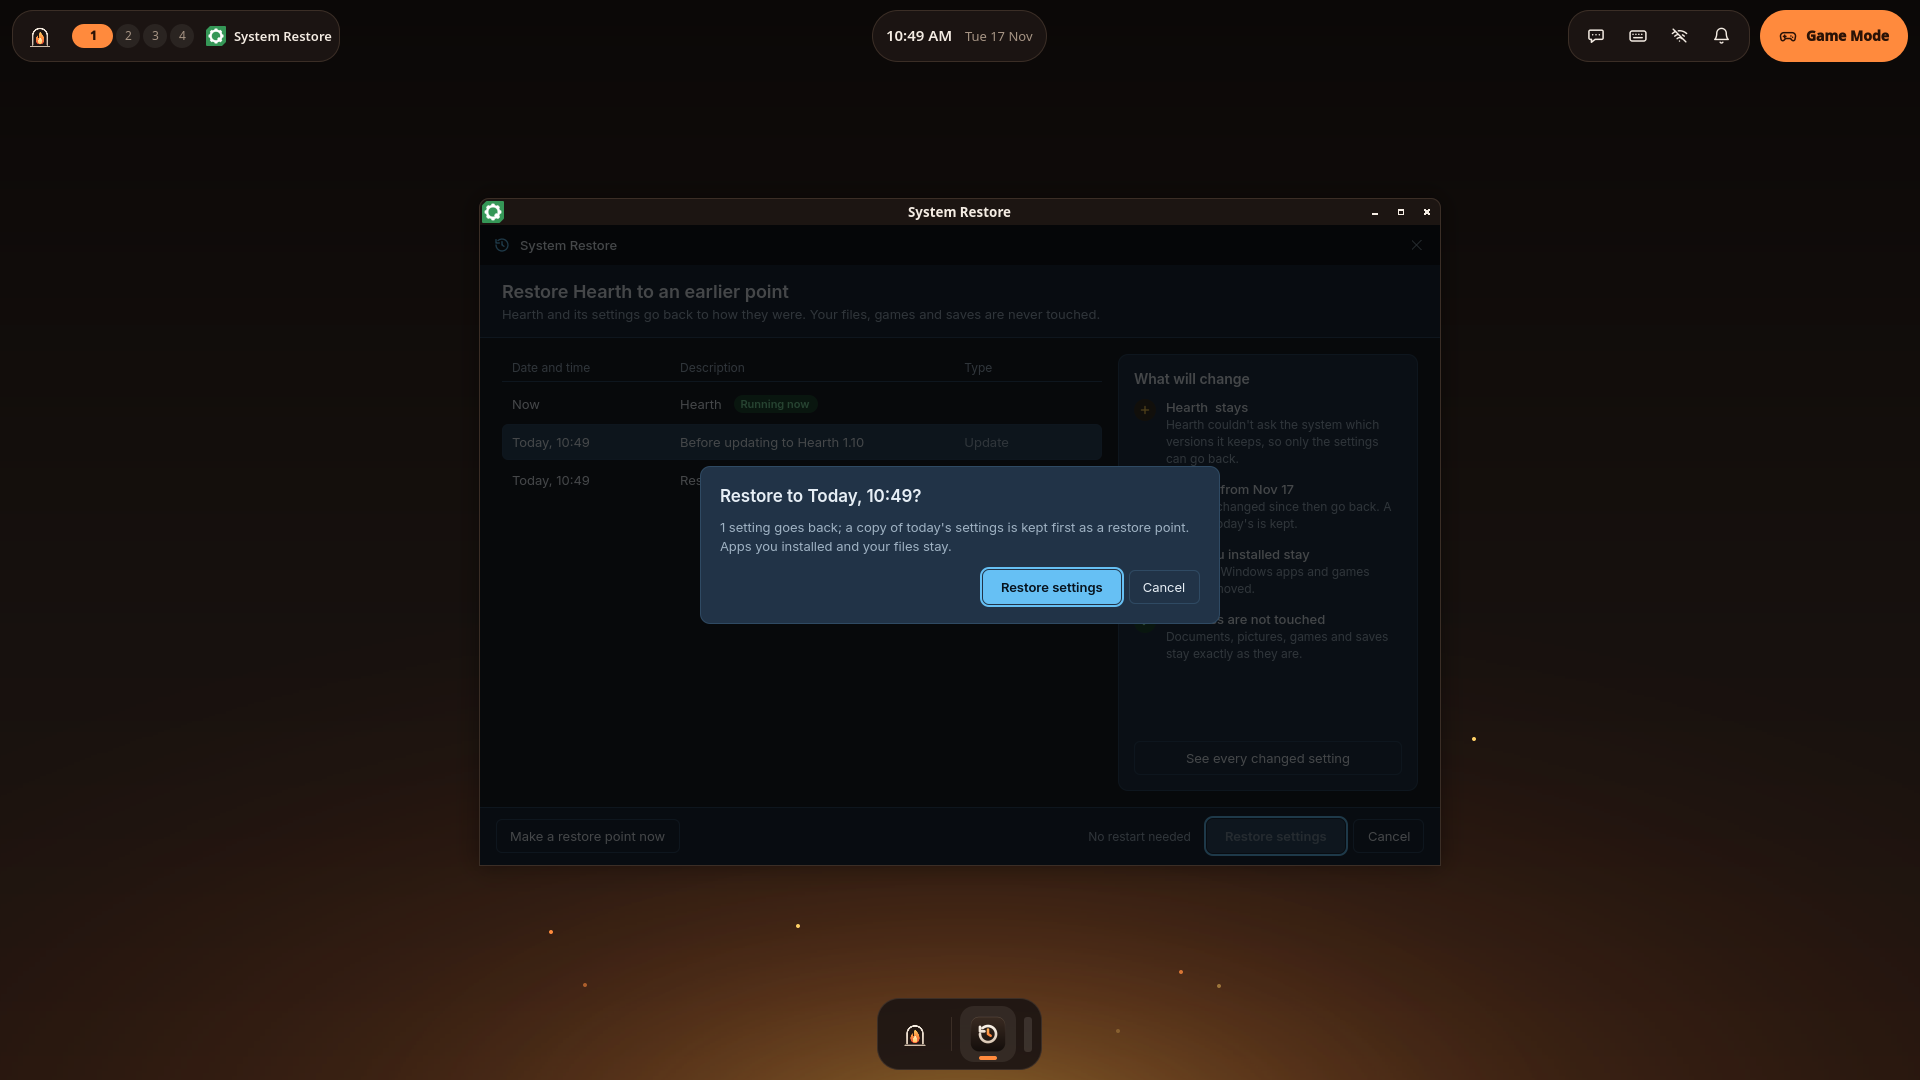 1 2 3 4 System Restore
10:49 AM Tue 17 Nov
Game Mode
System Restore
System Restore
Restore Hearth to an earlier point
Hearth and its settings go back to how they were. Your files, games and saves are never touched.
Date and time Description Type
Now Hearth Running now
Today, 10:49 Before updating to Hearth 1.10 Update
Today, 10:49
What will change
Hearth stays
Hearth couldn't ask the system which
versions it keeps, so only the settings
can go back.
from Nov 17
changed since then go back. A
is kept.
installed stay
Windows apps and games
are not touched
Documents, pictures, games and saves
stay exactly as they are.
See every changed setting
Restore to Today, 10:49?
1 setting goes back; a copy of today's settings is kept first as a restore point.
Apps you installed and your files stay.
Restore settings Cancel
Make a restore point now
No restart needed Restore settings Cancel